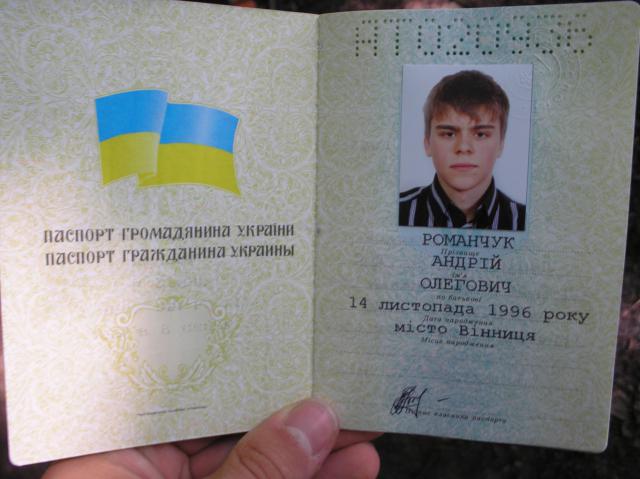 ПАСПОРТ ГРОМАДЯНИНА УКРАЇНИ
ПАСПОРТ ГРАЖДАНИНА УКРАИНЫ
РОМАНЧУК
Прізвище
АНДРІЙ
Ім'я
ОЛЕГОВИЧ
по батькові
14 листопада 1996 року
Дата народження
місто Вінниця
Місце народження
Підпис власника паспорта